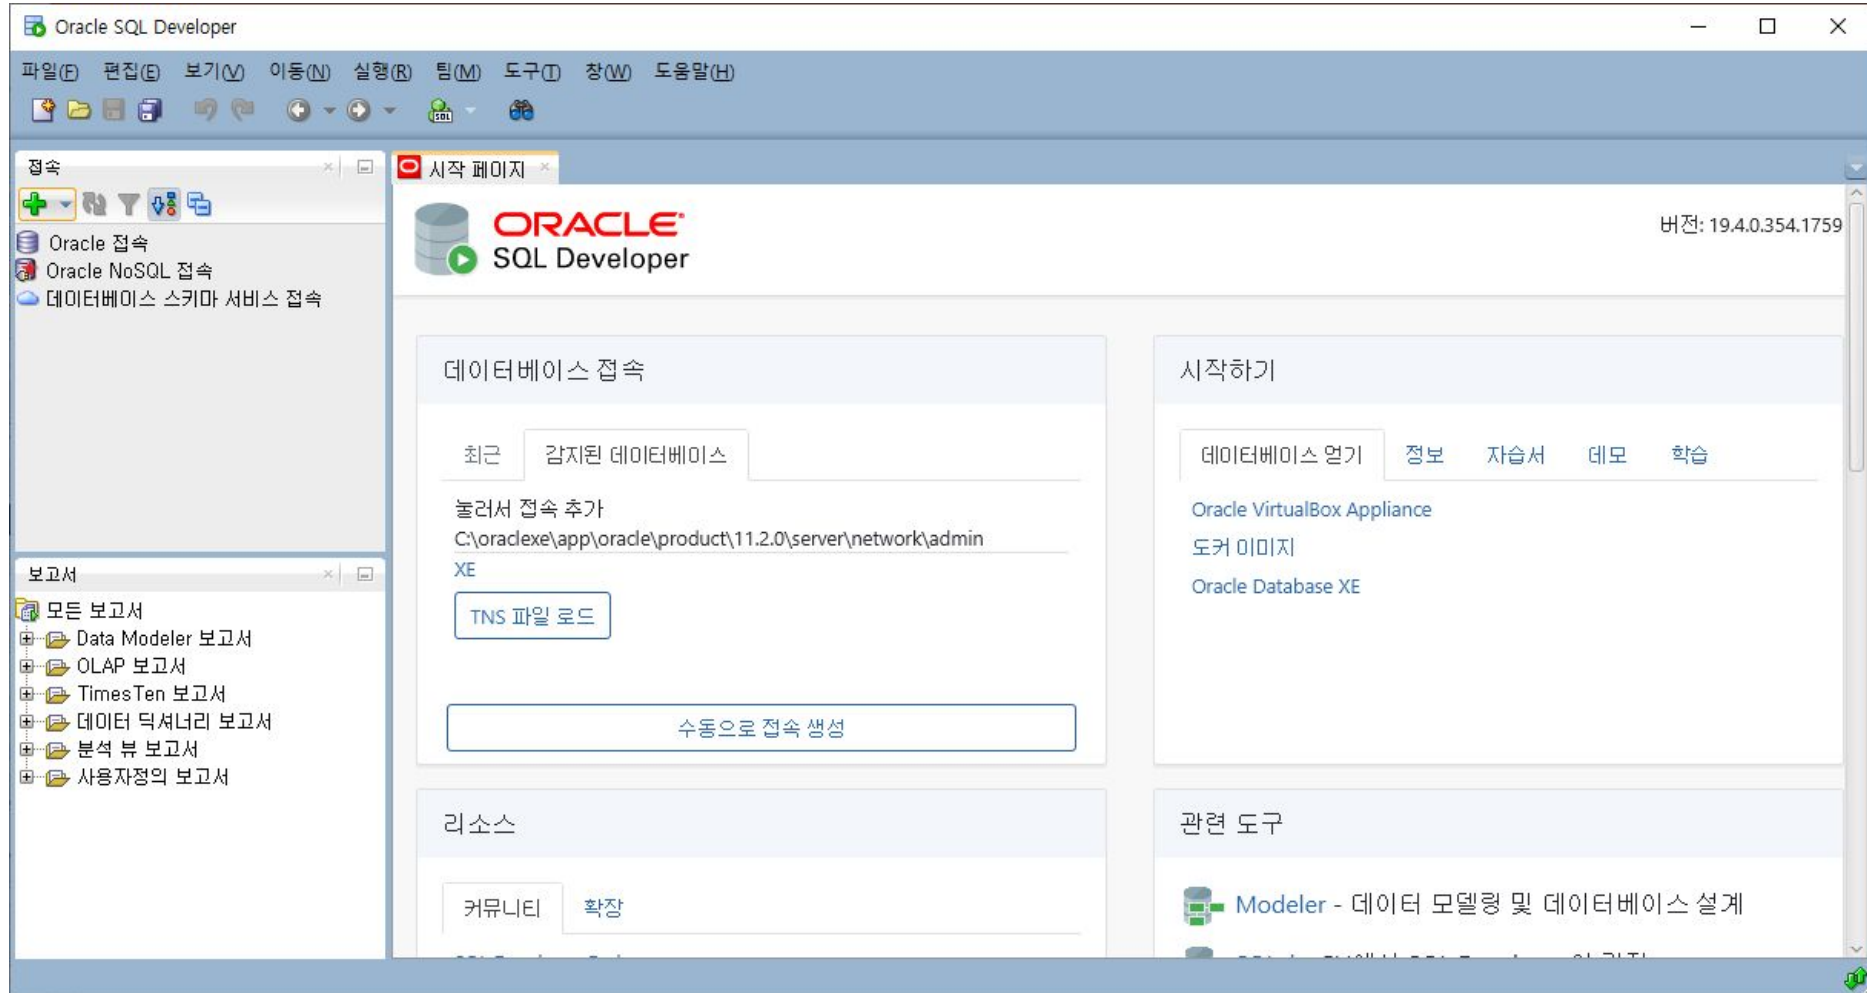 Oracle SQL Developer
파일(F) 편집(E) 보기(V) 이동(N) 실행(R) 팀(M) 도구(T) 창(W) 도움말(H)
SQL
접속
Oracle 접속
Oracle NoSQL 접속
데이터베이스 스키마 서비스 접속
보고서
모든 보고서
Data Modeler 보고서
OLAP 보고서
TimesTen 보고서
데이터 딕셔너리 보고서
분석 뷰 보고서
사용자정의 보고서
시작 페이지
ORACLE
SQL Developer
버전: 19.4.0.354.1759
데이터베이스 접속
최근 감지된 데이터베이스
눌러서 접속 추가
C:\oraclexe\app\oracle\product\11.2.0\server\network\admin
XE
TNS 파일 로드
수동으로 접속 생성
시작하기
데이터베이스 얻기 정보 자습서 데모 학습
Oracle VirtualBox Appliance
도커 이미지
Oracle Database XE
리소스
커뮤니티 확장
관련 도구
Modeler - 데이터 모델링 및 데이터베이스 설계